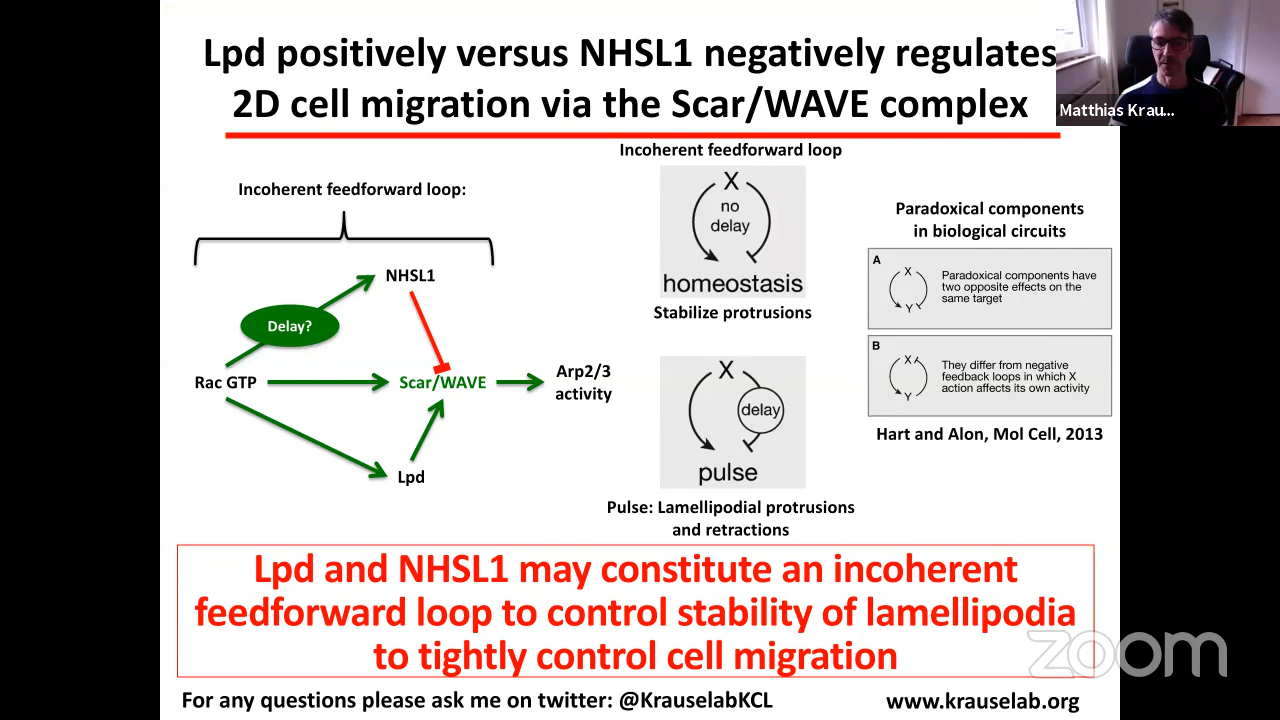 Lpd positively versus NHSL1 negatively regulates
2D cell migration via the Scar/WAVE complex
Matthias Krau...
Incoherent feedforward loop:
NHSL1
Delay?
Rac GTP
Scar/WAVE
Arp2/3
activity
Lpd
Incoherent feedforward loop
X
no
delay
homeostasis
Stabilize protrusions
X
delay
pulse
Pulse: Lamellipodial protrusions
and retractions
Paradoxical components
in biological circuits
A
X
Y
Paradoxical components have
two opposite effects on the
same target
B
X
Y
They differ from negative
feedback loops in which X
action affects its own activity
Hart and Alon, Mol Cell, 2013
Lpd and NHSL1 may constitute an incoherent
feedforward loop to control stability of lamellipodia
to tightly control cell migration
zoom
For any questions please ask me on twitter: @KrauselabKCL
www.krauselab.org